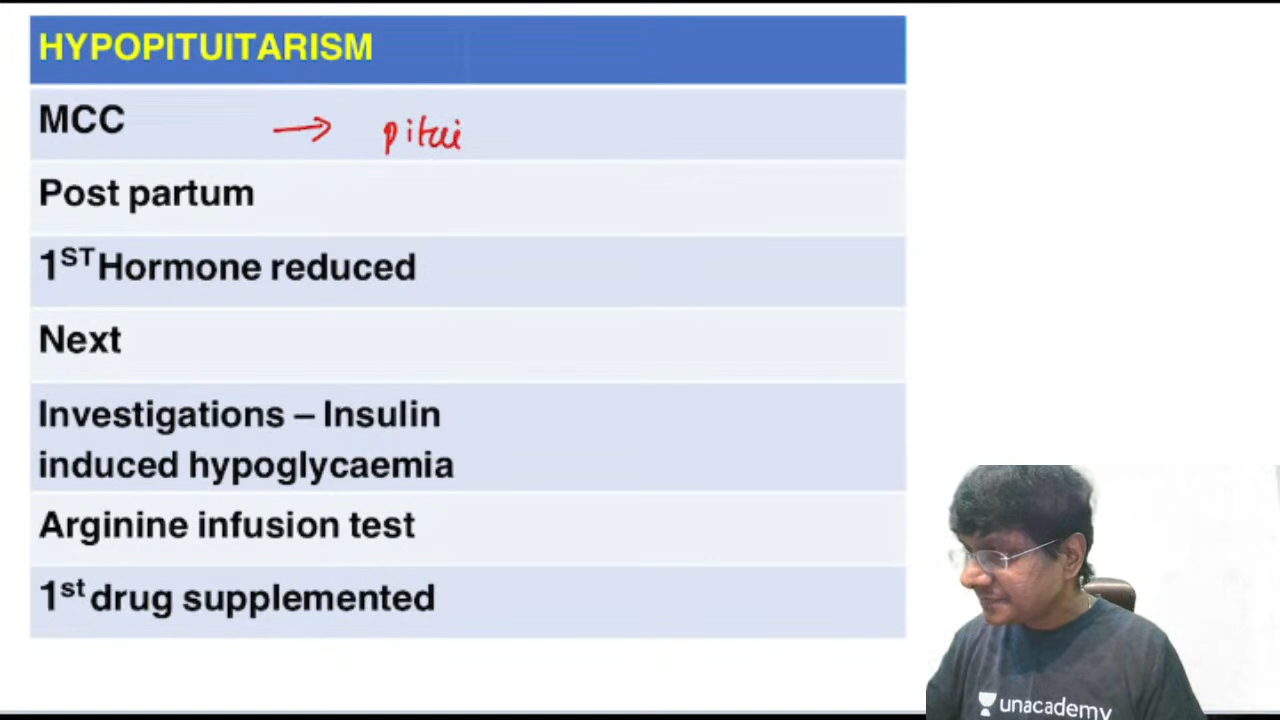 HYPOPITUITARISM
MCC → pitui
Post partum
1ST Hormone reduced
Next
Investigations – Insulin
induced hypoglycaemia
Arginine infusion test
1st drug supplemented
unacademy